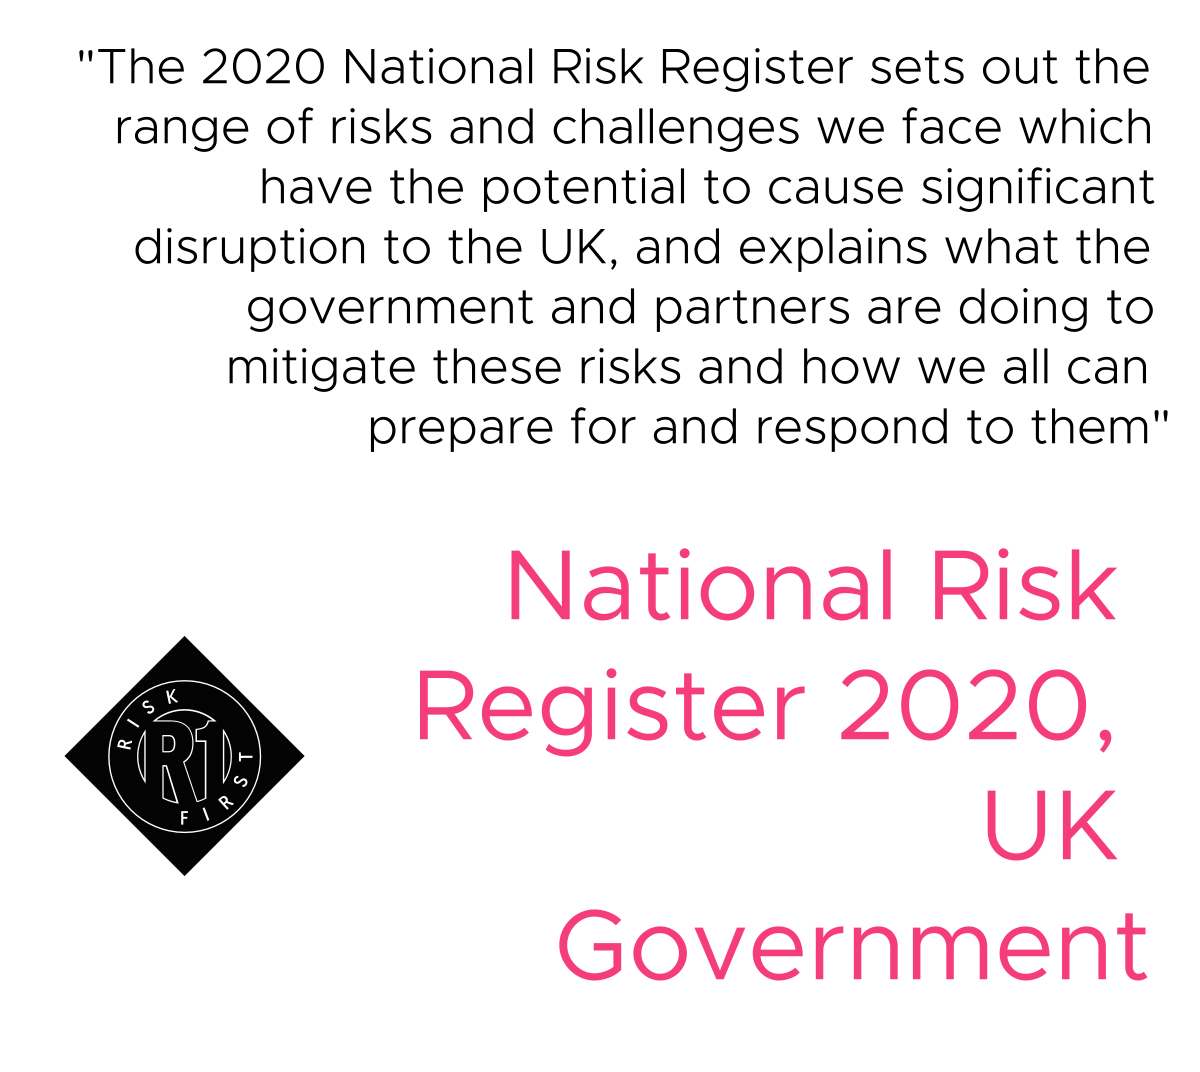 "The 2020 National Risk Register sets out the
range of risks and challenges we face which
have the potential to cause significant
disruption to the UK, and explains what the
government and partners are doing to
mitigate these risks and how we all can
prepare for and respond to them"
National Risk
Register 2020,
UK
Government
RISK
R1
FIRST